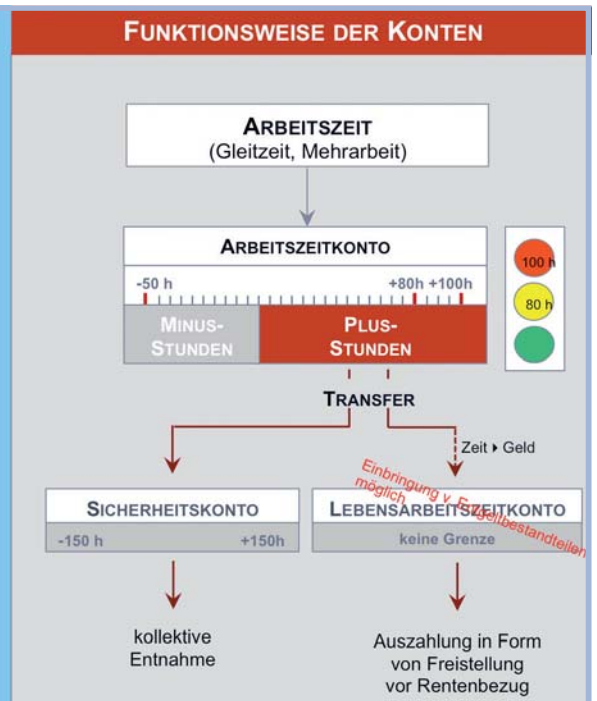 FUNKTIONSWEISE DER KONTEN
ARBEITSZEIT
(Gleitzeit, Mehrarbeit)
ARBEITSZEITKONTO
-50 h +80h +100h
MINUS-
STUNDEN
PLUS-
STUNDEN
100 h
80 h
TRANSFER
Zeit ▸ Geld
Einbringung v. Entgeltbestandteilen
möglich
SICHERHEITSKONTO
-150 h +150h
LEBENSARBEITSZEITKONTO
keine Grenze
kollektive
Entnahme
Auszahlung in Form
von Freistellung
vor Rentenbezug